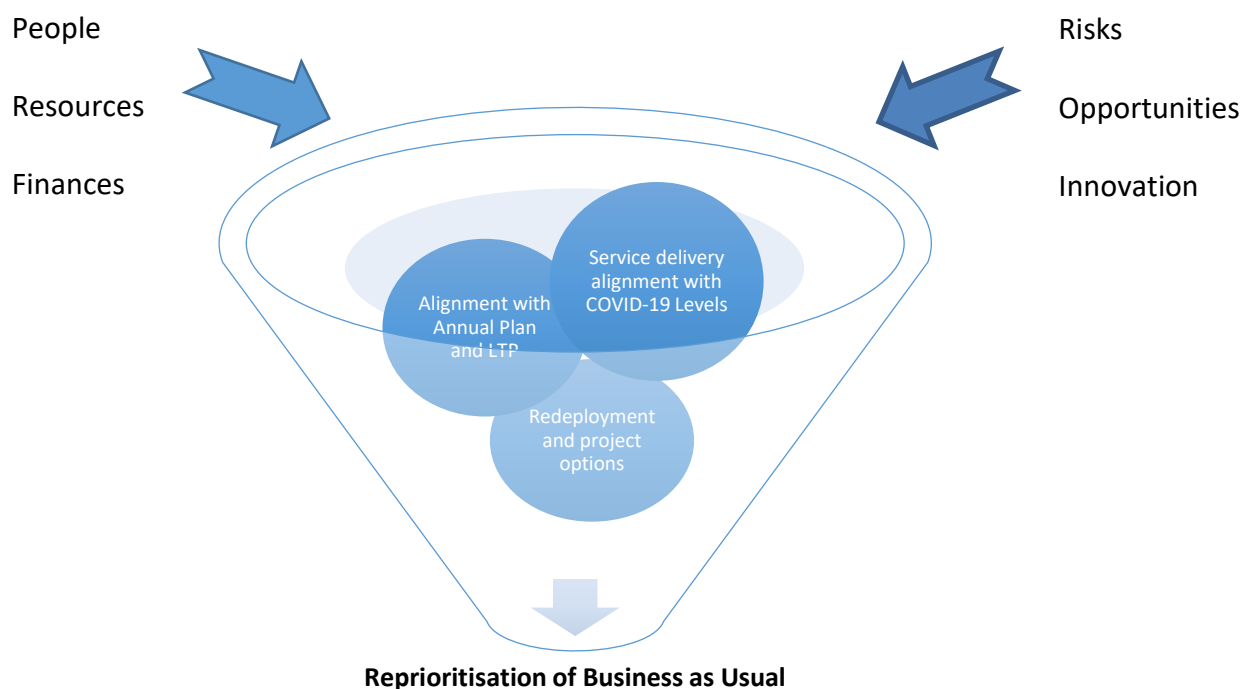 People
Resources
Finances
Risks
Opportunities
Innovation
Service delivery
alignment with
COVID-19 Levels
Alignment with
Annual Plan
and LTP
Redeployment
and project
options
Reprioritisation of Business as Usual